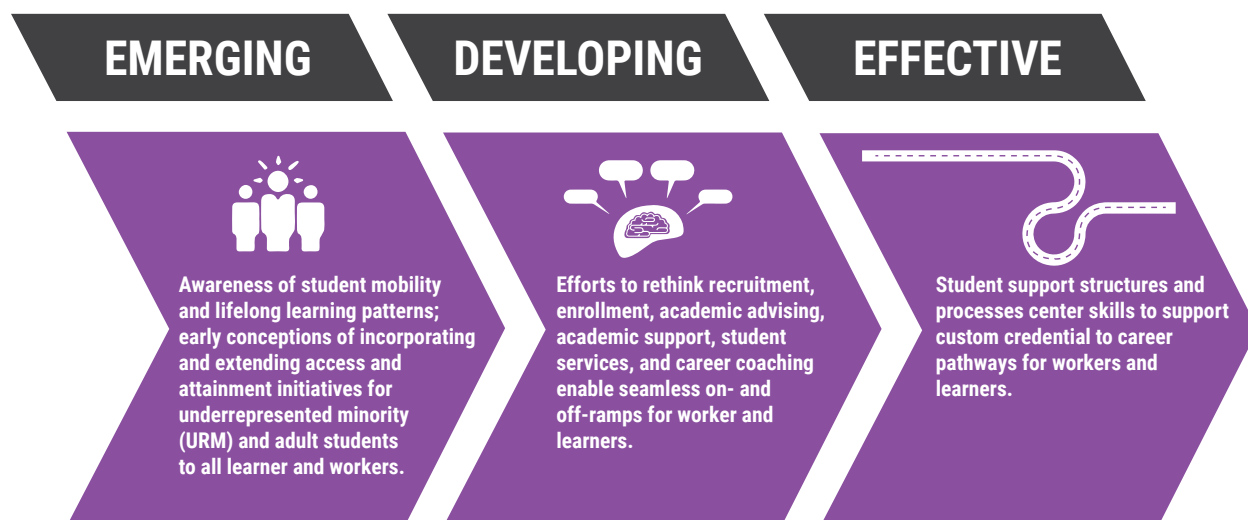 EMERGING
DEVELOPING
EFFECTIVE
Awareness of student mobility
and lifelong learning patterns;
early conceptions of incorporating
and extending access and
attainment initiatives for
underrepresented minority
(URM) and adult students
to all learner and workers.
Efforts to rethink recruitment,
enrollment, academic advising,
academic support, student
services, and career coaching
enable seamless on- and
off-ramps for worker and
learners.
Student support structures and
processes center skills to support
custom credential to career
pathways for workers and
learners.